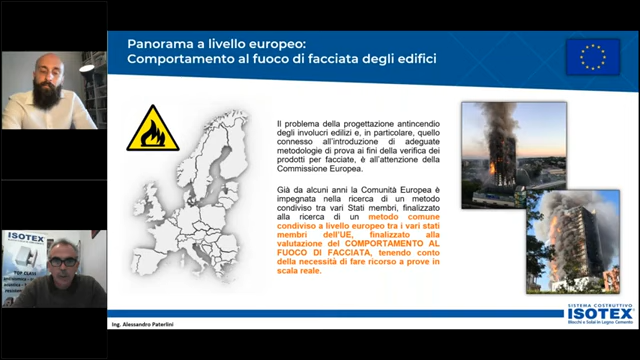 Panorama a livello europeo:
Comportamento al fuoco di facciata degli edifici
Il problema della progettazione antincendio
degli involucri edilizi e, in particolare, quello
connesso all'introduzione di adeguate
metodologie di prova ai fini della verifica dei
prodotti per facciate, è all'attenzione della
Commissione Europea.
Già da alcuni anni la Comunità Europea è
impegnata nella ricerca di un metodo
condiviso tra vari Stati membri, finalizzato
alla ricerca di un metodo comune
condiviso a livello europeo tra i vari stati
membri dell'UE, finalizzato alla
valutazione del COMPORTAMENTO AL
FUOCO DI FACCIATA, tenendo conto
della necessità di fare ricorso a prove in
scala reale.
ISOTEX
TOP CLASS
Ing. Alessandro Paterlini
SISTEMA COSTRUTTIVO
ISOTEX
Blocchi e Solai in Legno Cemento